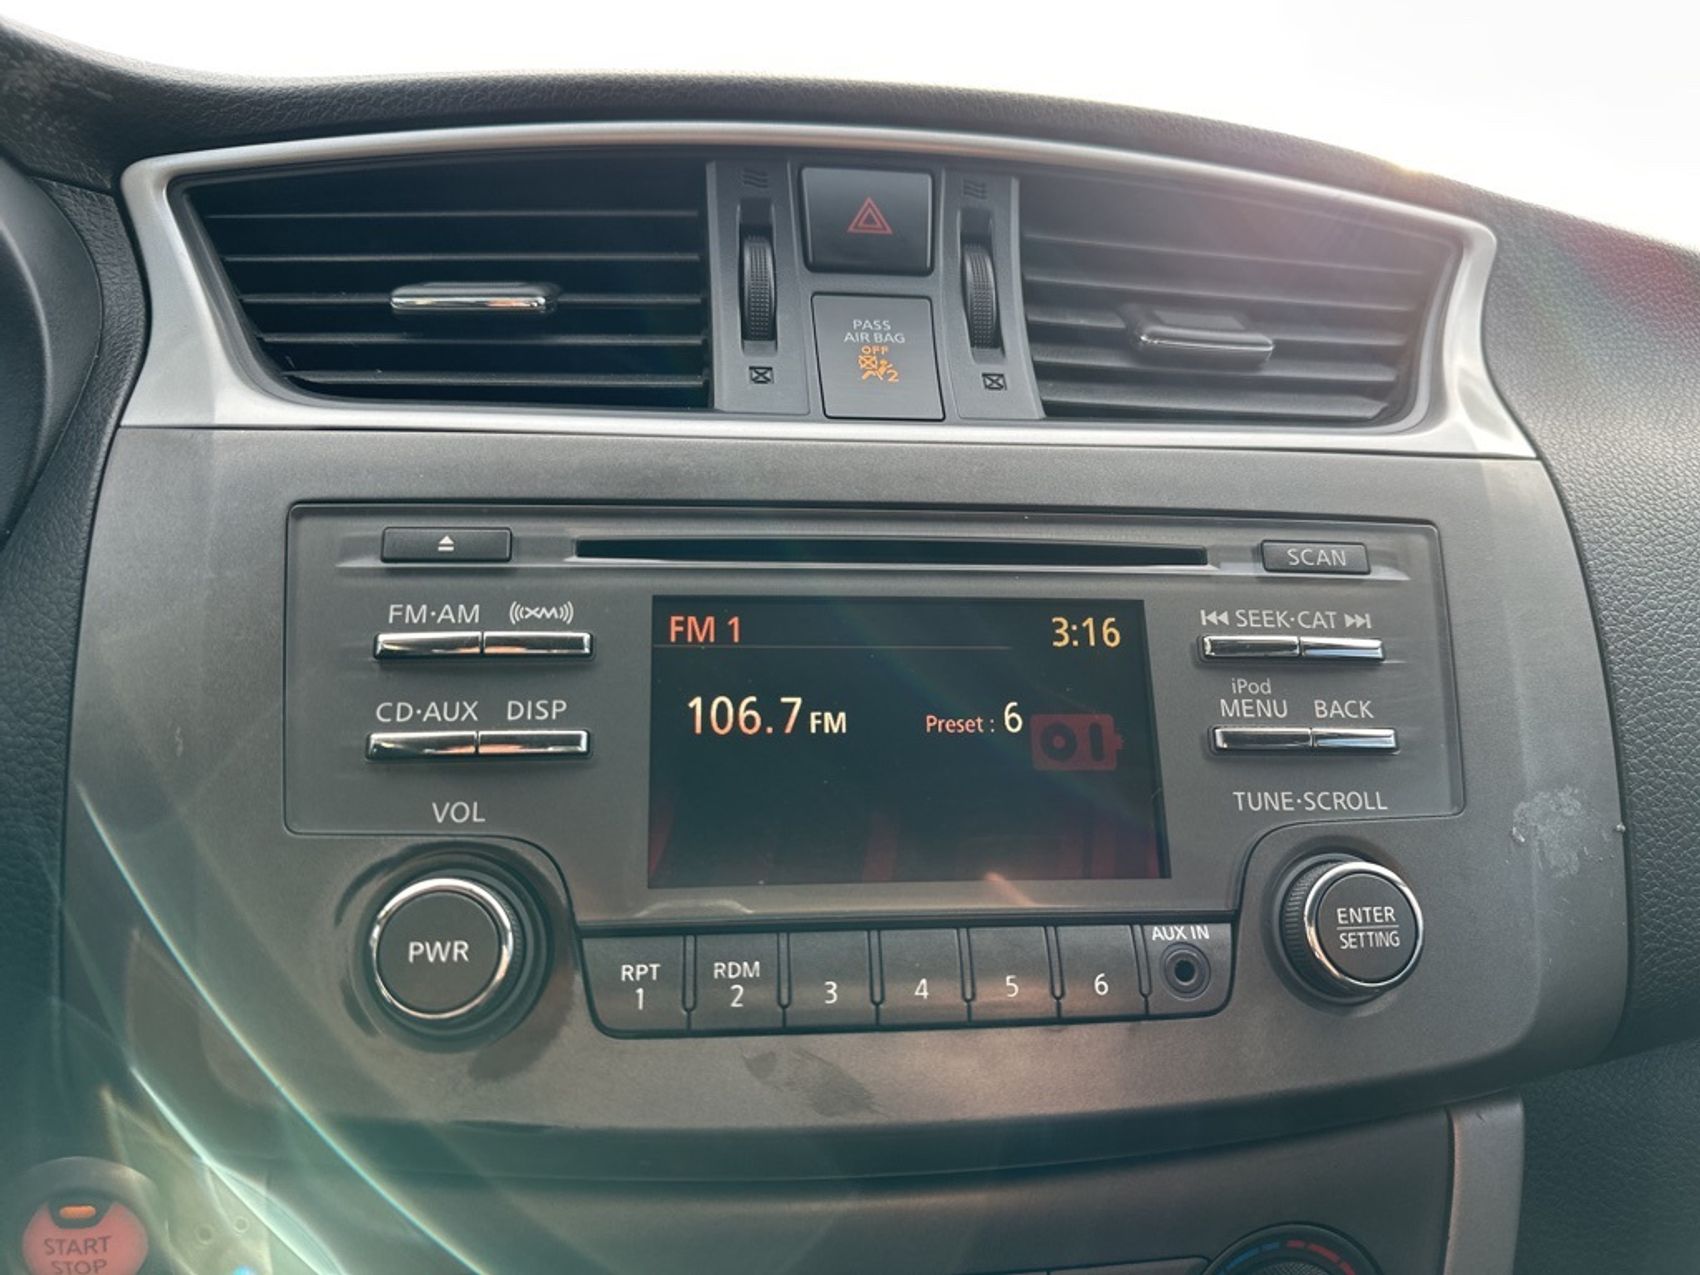 PASS
AIR BAG
OFF
2
SCAN
FM·AM
((XM))
SEEK·CAT
CD·AUX
DISP
FM 1
3:16
106.7 FM
Preset : 6
iPod
MENU
BACK
VOL
TUNE·SCROLL
PWR
RPT
1
RDM
2
3
4
5
6
AUX IN
ENTER
SETTING
START
STOP